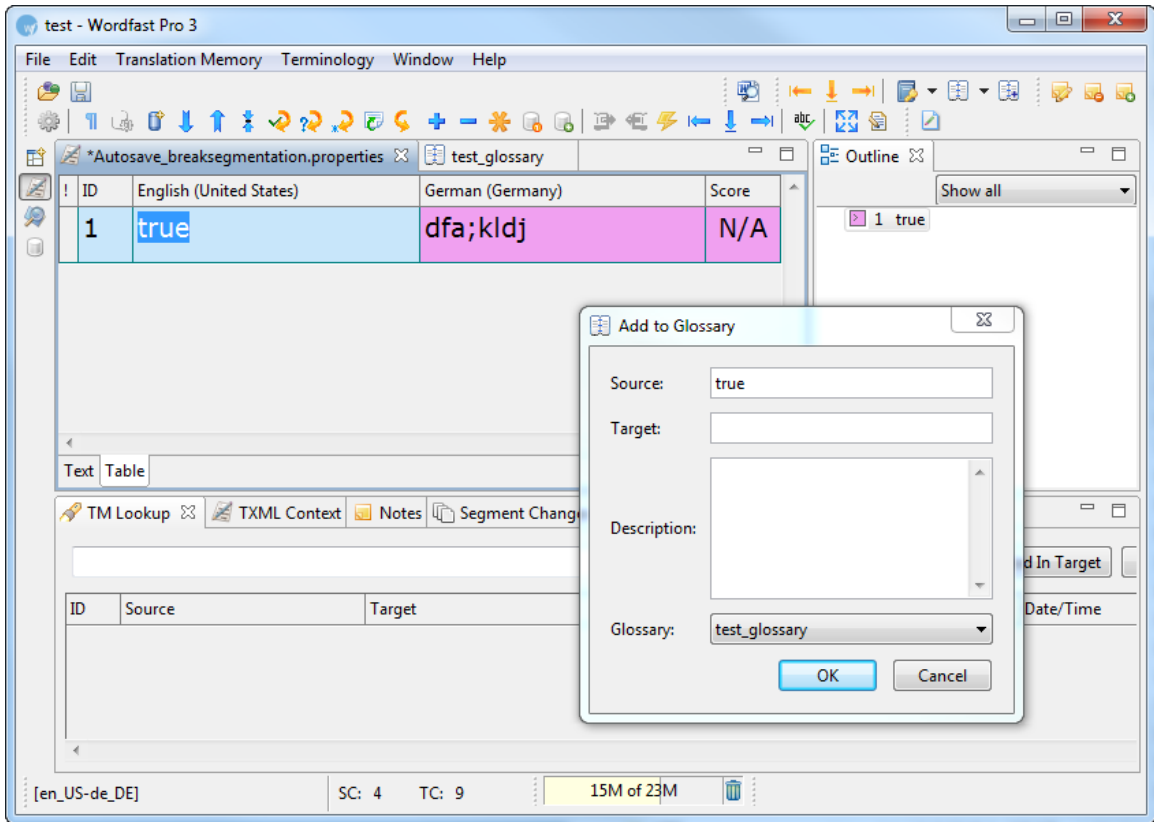 test - Wordfast Pro 3
File Edit Translation Memory Terminology Window Help
*Autosave_breaksegmentation.properties test_glossary
Outline
! ID English (United States) German (Germany) Score
Show all
1 true dfa;kldj N/A
1 true
Add to Glossary
Source: true
Target:
Description:
Glossary: test_glossary
OK Cancel
Text Table
TM Lookup TXML Context Notes Segment Chang
d In Target
ID Source Target Date/Time
[en_US-de_DE] SC: 4 TC: 9 15M of 23M